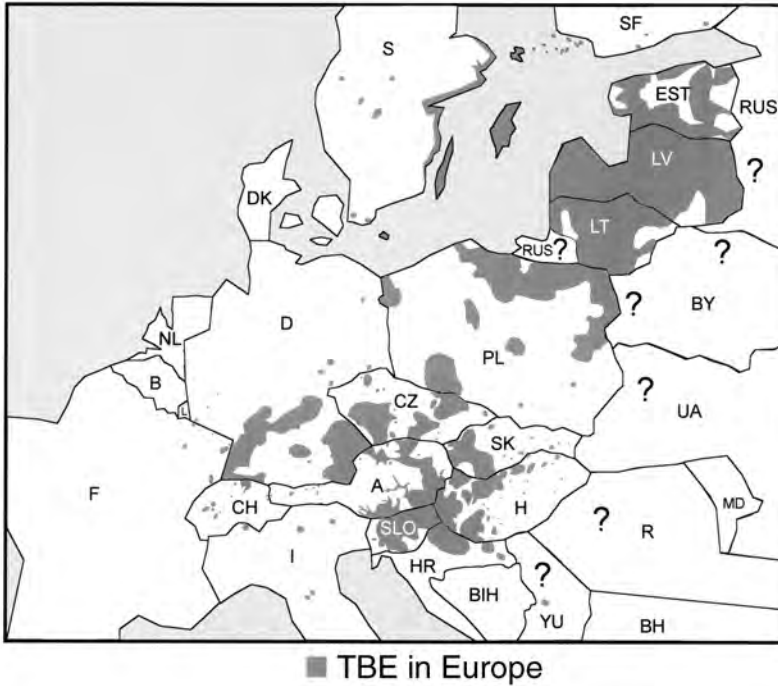 S
SF
EST
RUS
LV
?
DK
LT
RUS ?
?
BY
?
D
NL
PL
B
CZ
?
UA
L
SK
F
A
H
CH
MD
SLO
?
R
I
HR
?
BIH
YU
BH
TBE in Europe